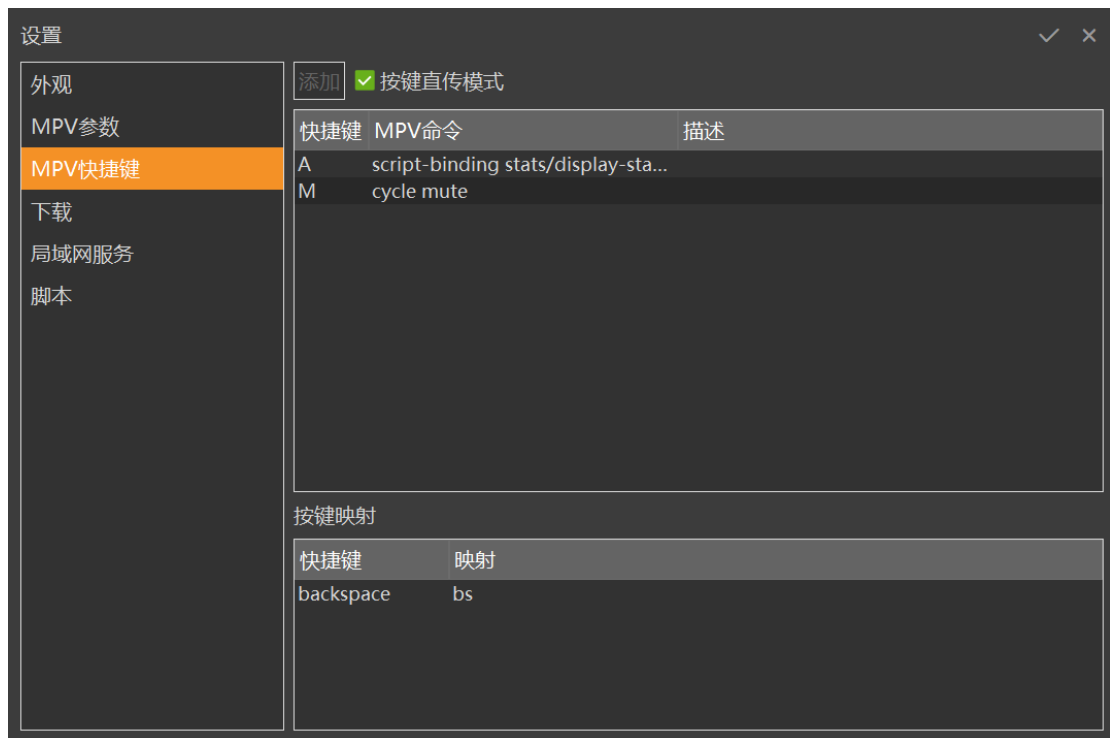 设置
外观
MPV参数
MPV快捷键
下载
局域网服务
脚本
添加 按键直传模式
快捷键 MPV命令 描述
A script-binding stats/display-sta...
M cycle mute
按键映射
快捷键 映射
backspace bs